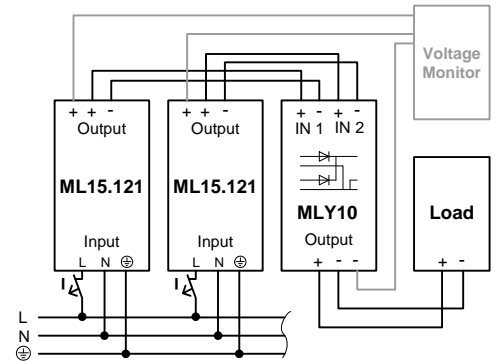 Voltage
Monitor
+ + -
Output
ML15.121
Input
L N
I
+ + -
Output
ML15.121
Input
L N
I
+ - + -
IN 1 IN 2
MLY10
Output
+ - -
Load
+ -
L
N